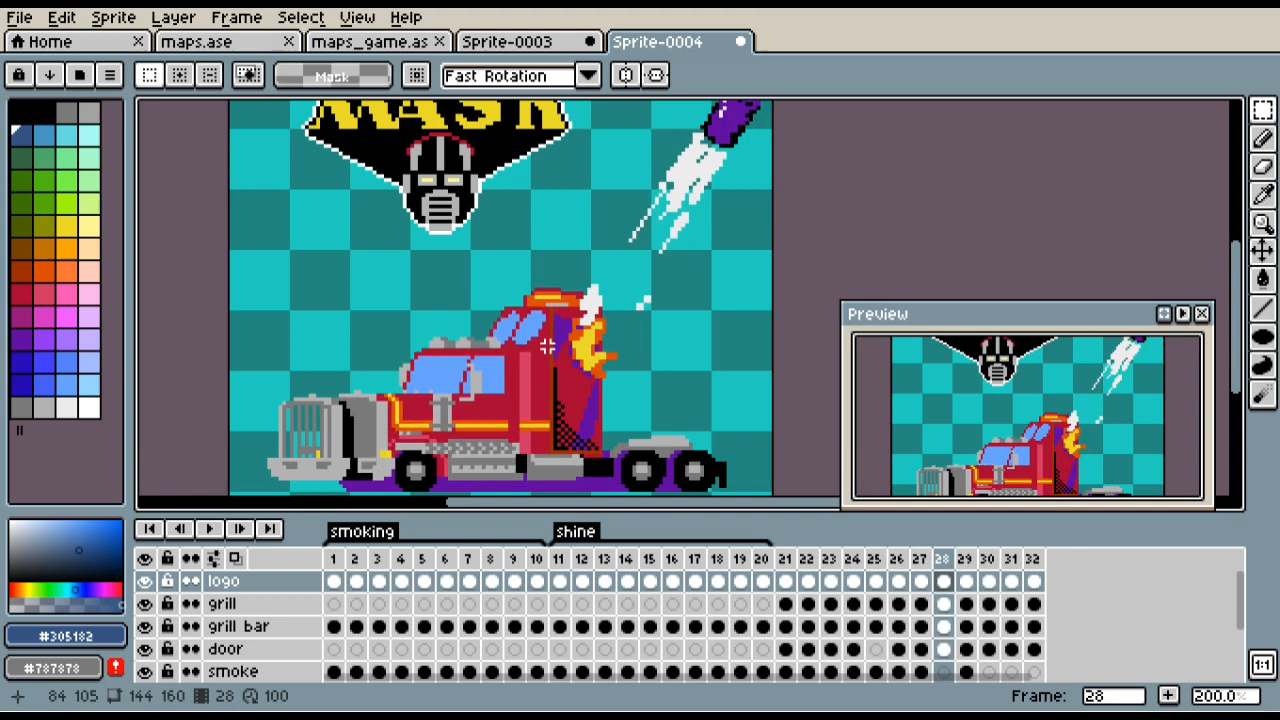 File Edit Sprite Layer Frame Select View Help
Home maps.ase maps_game.as Sprite-0003 Sprite-0004
Mask Fast Rotation
MASK
Preview
smoking shine
1 2 3 4 5 6 7 8 9 10 11 12 13 14 15 16 17 18 19 20 21 22 23 24 25 26 27 28 29 30 31 32
logo
grill
grill bar
door
smoke
#305182
#787878
1:1
84 105 144 160 28 100 Frame: 28 200.0%